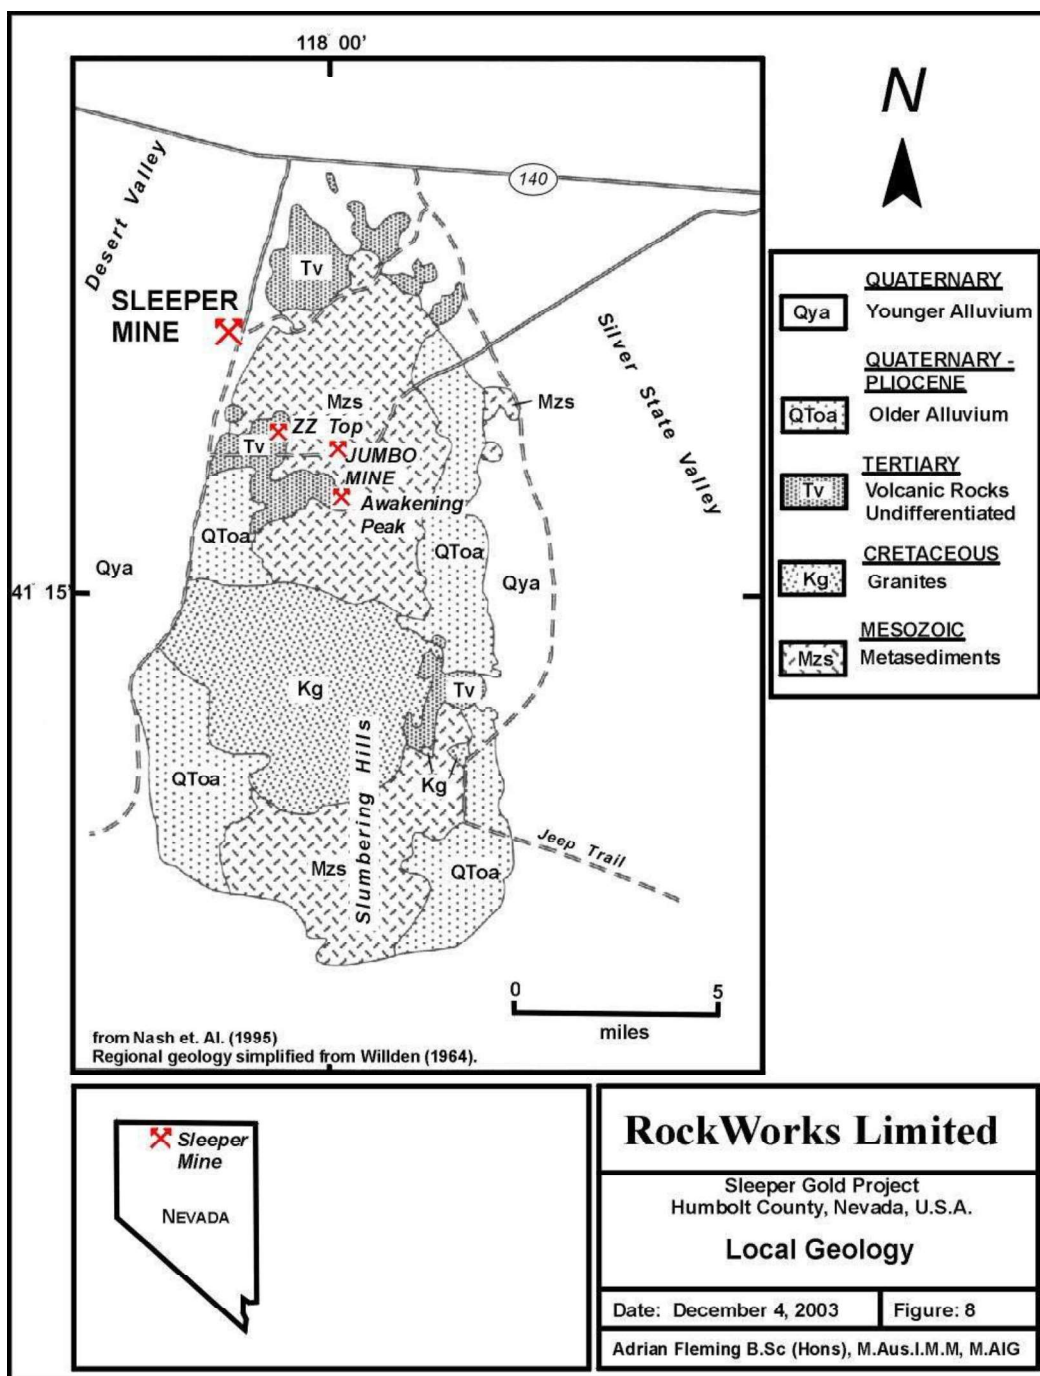 118° 00'
140
Desert Valley
Tv
SLEEPER
MINE
Silver State Valley
Mzs
Mzs
ZZ Top
Tv
JUMBO
MINE
Awakening
Peak
QToa
QToa
Qya
Qya
41° 15'
Kg
Tv
Slumbering Hills
QToa
Kg
Jeep Trail
Mzs
QToa
0 5
miles
from Nash et. Al. (1995)
Regional geology simplified from Willden (1964).
N
QUATERNARY
Qya Younger Alluvium
QUATERNARY -
PLIOCENE
QToa Older Alluvium
TERTIARY
Tv Volcanic Rocks
Undifferentiated
CRETACEOUS
Kg Granites
MESOZOIC
Mzs Metasediments
Sleeper
Mine
NEVADA
RockWorks Limited
Sleeper Gold Project
Humbolt County, Nevada, U.S.A.
Local Geology
Date: December 4, 2003
Figure: 8
Adrian Fleming B.Sc (Hons), M.Aus.I.M.M, M.AIG